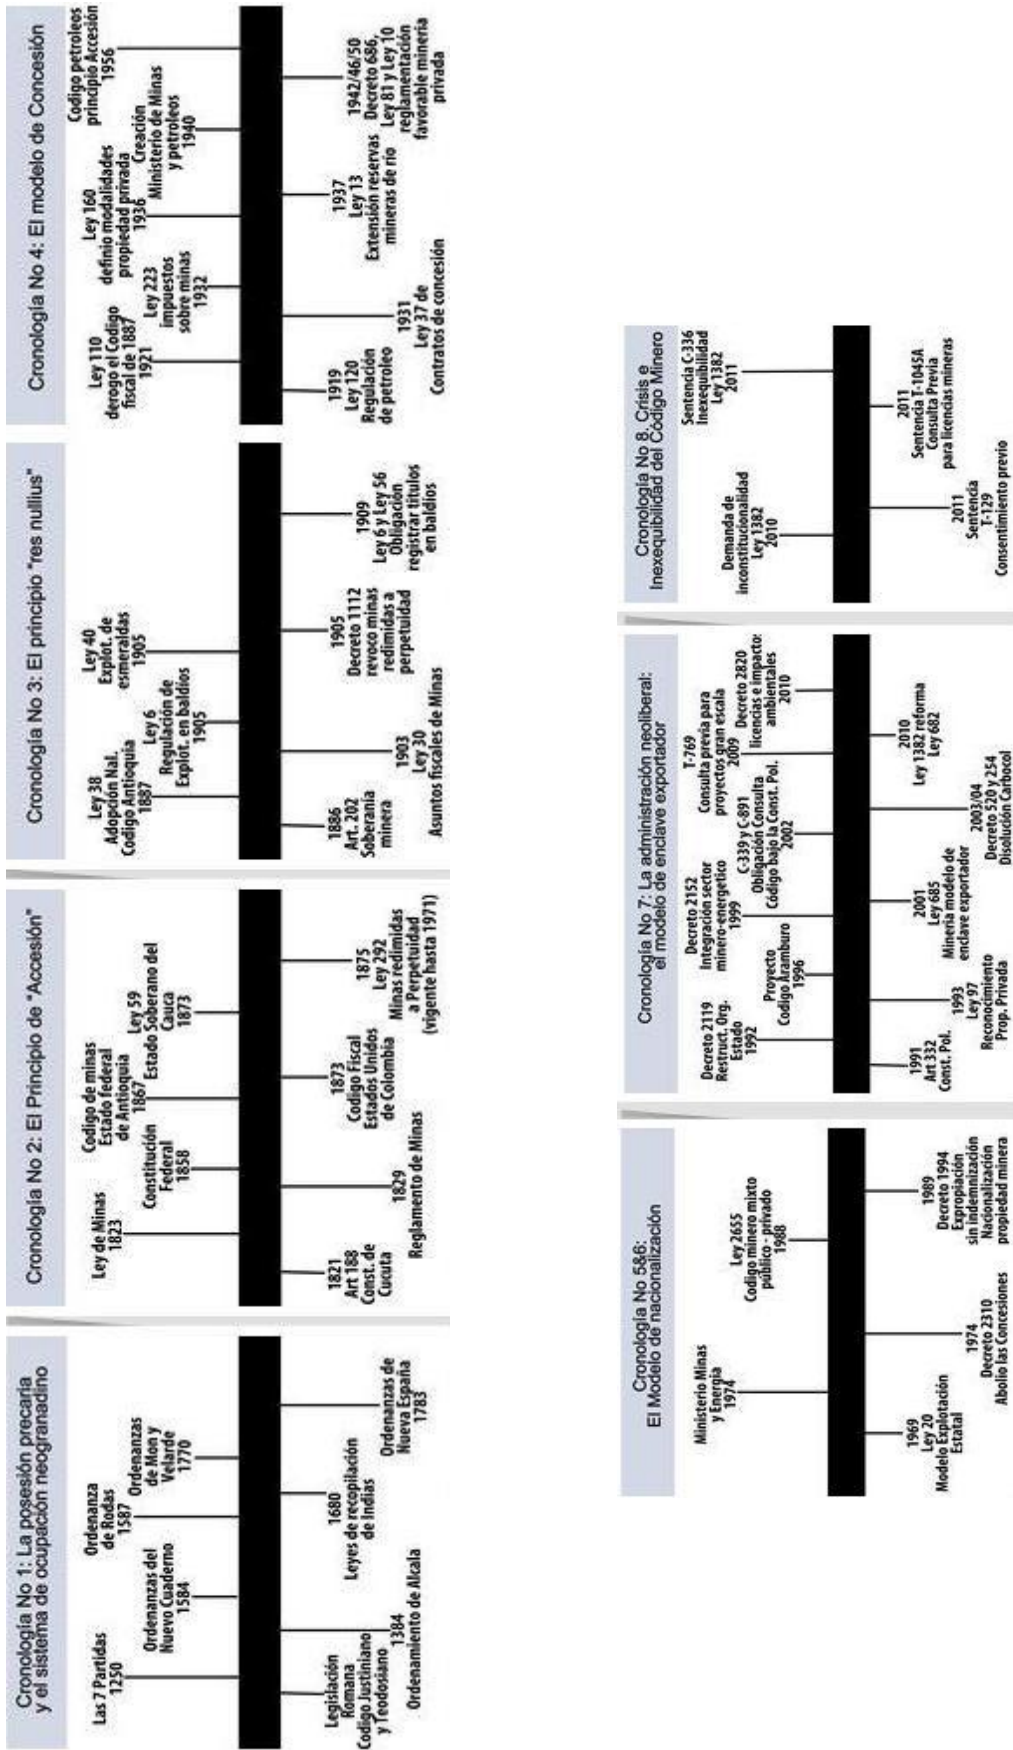 Cronología No 1: La posesión precaria
y el sistema de ocupación neogranadino
Las 7 Partidas
1250
Ordenanzas del
Nuevo Cuaderno
1584
Ordenanza
de Rodas
1587
Ordenanzas
de Mon y
Velarde
1770
Legislación
Romana
Codigo Justiniano
y Teodosiano
1384
Ordenamiento de Alcala
1680
Leyes de recopilación
de Indias
Ordenanzas de
Nueva España
1783
Cronología No 2: El Principio de "Accesión"
Ley de Minas
1823
Constitución
Federal
1858
Codigo de minas
Estado federal
de Antioquia
1867
Ley 59
Estado Soberano del
Cauca
1873
1821
Art 188
Const. de
Cucuta
1829
Reglamento de Minas
1873
Codigo Fiscal
Estados Unidos
de Colombia
1875
Ley 292
Minas redimidas
a Perpetuidad
(vigente hasta 1971)
Cronología No 3: El principio "res nullius"
Ley 38
Adopción Nal.
Codigo Antioquia
1887
Ley 6
Regulación de
Explot. en baldíos
1905
Ley 40
Explot. de
esmeraldas
1905
1886
Art. 202
Soberanía
minera
1903
Ley 30
Asuntos fiscales de Minas
1905
Decreto 1112
revoco minas
redimidas a
perpetuidad
1909
Ley 6 y Ley 56
Obligación
registrar títulos
en baldíos
Cronología No 4: El modelo de Concesión
Ley 110
derogo el Codigo
fiscal de 1887
1921
Ley 223
impuestos
sobre minas
1932
Ley 160
definio modalidades
propiedad privada
1936
Creación
Ministerio de Minas
y petroleos
1940
Codigo petroleos
principio Accesión
1956
1919
Ley 120
Regulación
de petroleo
1931
Ley 37 de
Contratos de concesión
1937
Ley 13
Extensión reservas
mineras de río
1942/46/50
Decreto 686,
Ley 81 y Ley 10
reglamentación
favorable minería
privada
Cronología No 5&6:
El Modelo de nacionalización
Ministerio Minas
y Energía
1974
Ley 2655
Codigo minero mixto
público - privado
1988
1969
Ley 20
Modelo Explotación
Estatal
1974
Decreto 2310
Abolio las Concesiones
1989
Decreto 1994
Expropiación
sin indemnización
Nacionalización
propiedad minera
Cronología No 7: La administración neoliberal:
el modelo de enclave exportador
Decreto 2119
Restruct. Org.
Estado
1992
Proyecto
Codigo Aramburo
1996
Decreto 2152
Integración sector
minero-energetico
1999
C-339 y C-891
Obligación Consulta
Código bajo la Const. Pol.
2002
T-769
Consulta previa para
proyectos gran escala
2009
Decreto 2820
licencias e impacto:
ambientales
2010
1991
Art 332
Const. Pol.
1993
Ley 97
Reconocimiento
Prop. Privada
2001
Ley 685
Minería modelo de
enclave exportador
2003/04
Decreto 520 y 254
Disolución Carbocol
2010
Ley 1382 reforma
Ley 682
Cronología No 8. Crisis e
Inexequibilidad del Código Minero
Demanda de
inconstitucionalidad
Ley 1382
2010
Sentencia C-336
Inexequibilidad
Ley 1382
2011
2011
Sentencia
T-129
Consentimiento previo
2011
Sentencia T-1045A
Consulta Previa
para licencias mineras